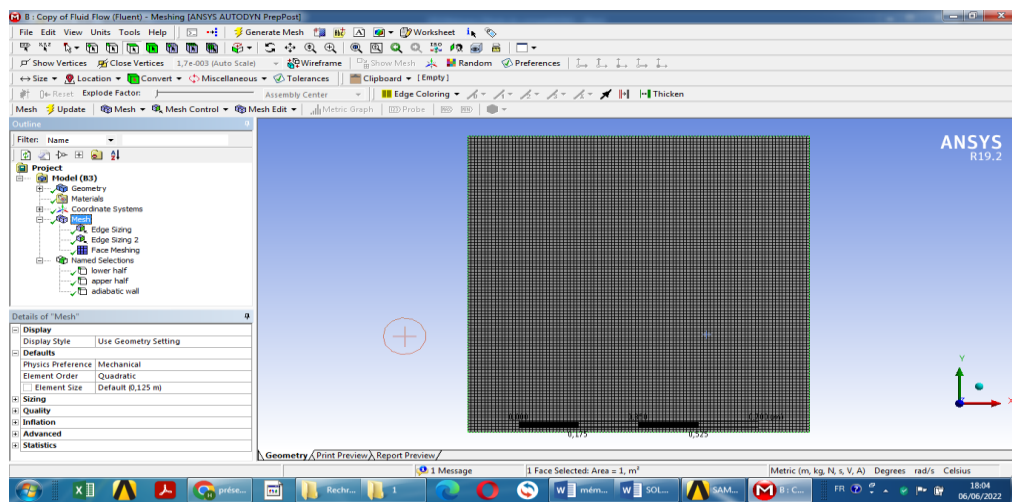 B : Copy of Fluid Flow (Fluent) - Meshing [ANSYS AUTODYN PrepPost]
File Edit View Units Tools Help Generate Mesh Worksheet
Show Vertices Close Vertices 1,7e-003 (Auto Scale) Wireframe Show Mesh Random Preferences
Size Location Convert Miscellaneous Tolerances Clipboard [Empty]
Reset Explode Factor: Assembly Center Edge Coloring Thicken
Mesh Update Mesh Mesh Control Mesh Edit Metric Graph Probe
Outline
Filter: Name
Project
Model (B3)
Geometry
Materials
Coordinate Systems
Mesh
Edge Sizing
Edge Sizing 2
Face Meshing
Named Selections
lower half
apper half
adiabatic wall
Details of "Mesh"
Display
Display Style Use Geometry Setting
Defaults
Physics Preference Mechanical
Element Order Quadratic
Element Size Default (0,125 m)
Sizing
Quality
Inflation
Advanced
Statistics
ANSYS
R19.2
0,000
0,175 0,525
Y
X
Geometry Print Preview Report Preview
1 Message 1 Face Selected: Area = 1, m² Metric (m, kg, N, s, V, A) Degrees rad/s Celsius
prése... Rechr... 1 mém... SOL... SAM... B : C... FR 18:04
06/06/2022